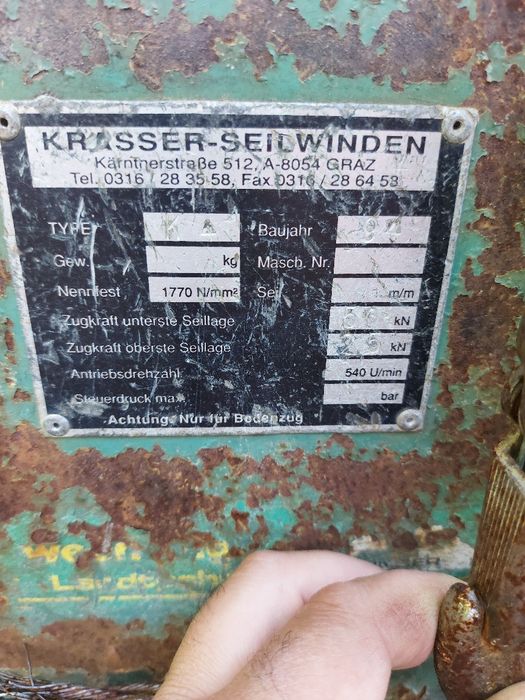 KRASSER-SEILWINDEN
Kärntnerstraße 512, A-8054 GRAZ
Tel. 0316 / 28 35 58, Fax 0316 / 28 64 58
TYPE Baujahr
Gew. kg Masch. Nr.
Nennfest 1770 N/mm² m/m
Zugkraft unterste Seillage kN
Zugkraft oberste Seillage kN
Antriebsdrehzahl 540 U/min
Steuerdruck max. bar
Achtung: Nur für Bodenzug